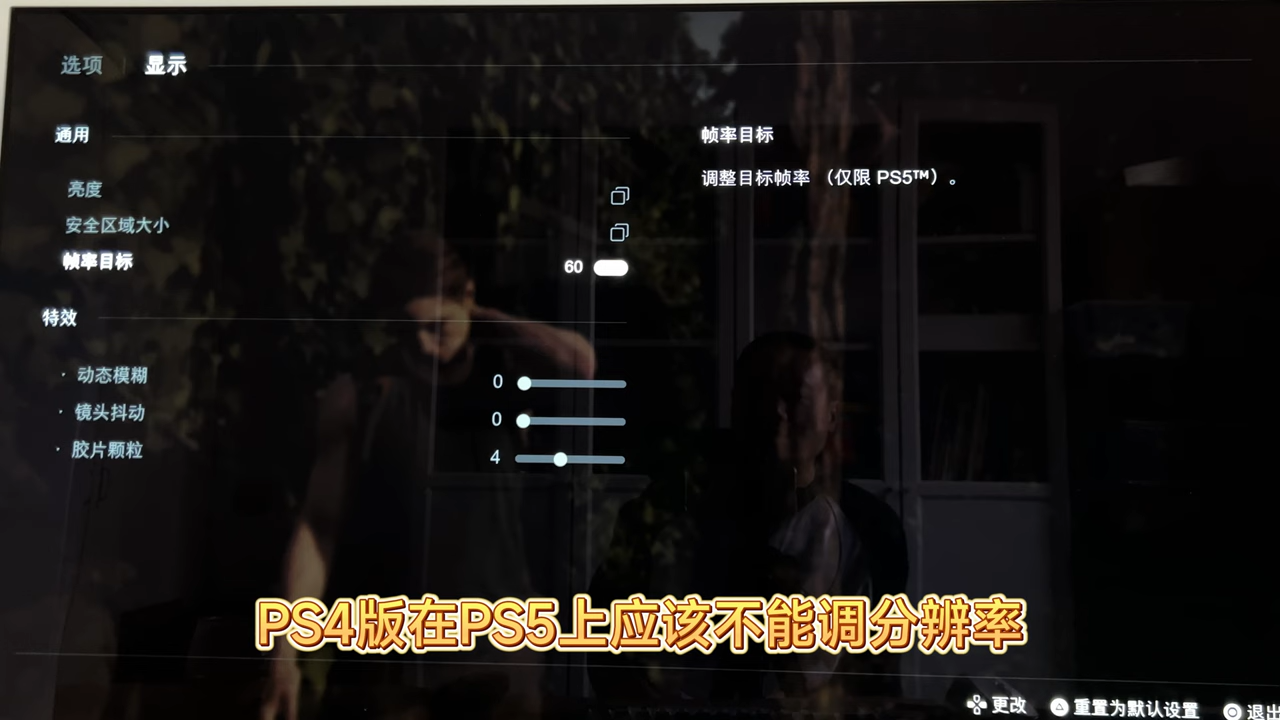 选项 | 显示
通用
亮度
安全区域大小
帧率目标 60
特效
· 动态模糊 0
· 镜头抖动 0
· 胶片颗粒 4
帧率目标
调整目标帧率 （仅限 PS5™）。
PS4版在PS5上应该不能调分辨率
更改 重置为默认设置 退出